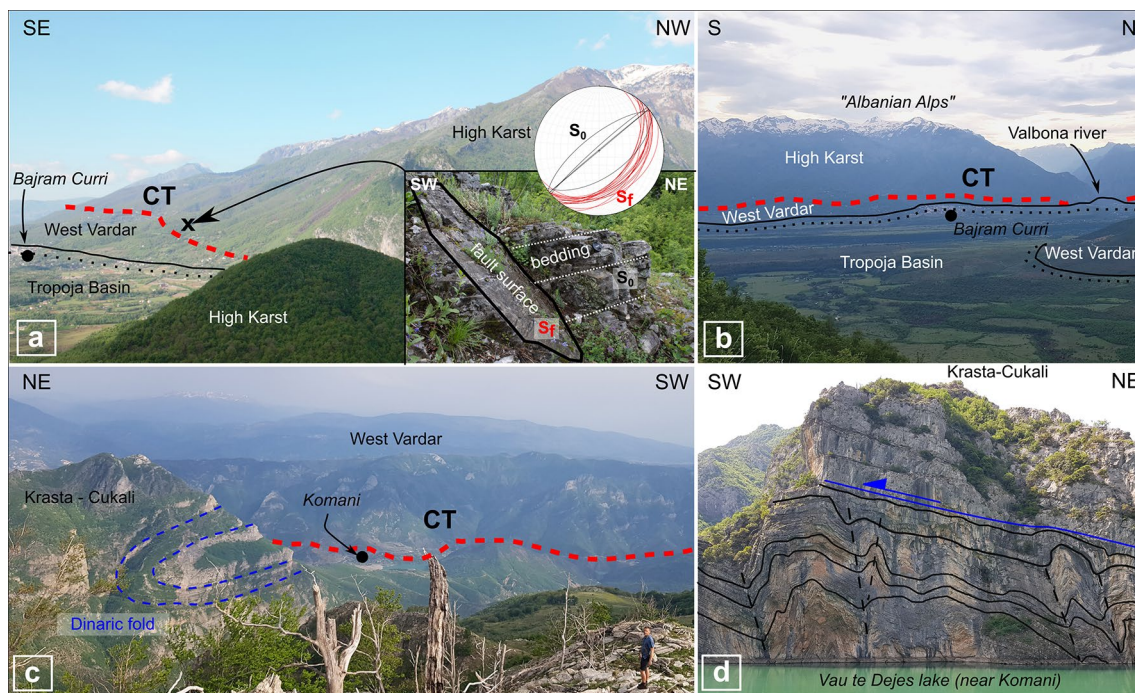 SE
NW
High Karst
S0
Sf
Bajram Curri
CT
x
West Vardar
Tropoja Basin
High Karst
a
SW
NE
fault surface
bedding
S0
Sf
S
N
"Albanian Alps"
Valbona river
High Karst
CT
West Vardar
Bajram Curri
Tropoja Basin
West Vardar
b
NE
SW
West Vardar
Krasta - Cukali
Komani
CT
Dinaric fold
c
Krasta-Cukali
SW
NE
d
Vau te Dejes lake (near Komani)